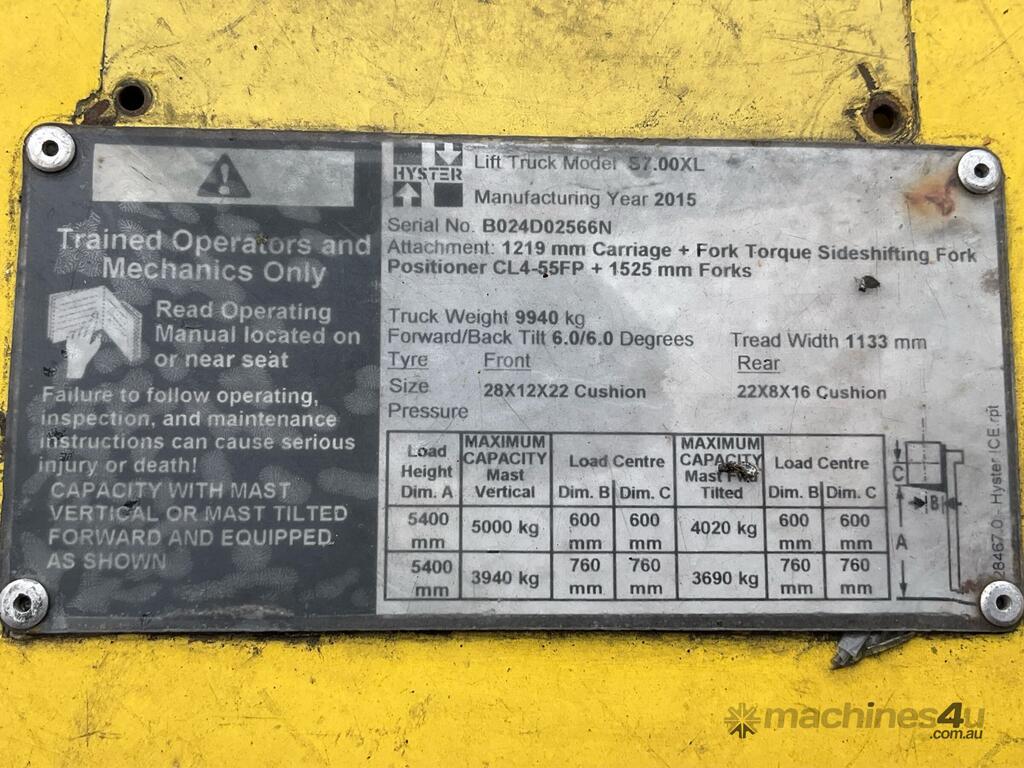 Trained Operators and
Mechanics Only
Read Operating
Manual located on
or near seat
Failure to follow operating,
inspection, and maintenance
instructions can cause serious
injury or death!
CAPACITY WITH MAST
VERTICAL OR MAST TILTED
FORWARD AND EQUIPPED
AS SHOWN
HYSTER
Lift Truck Model S7.00XL
Manufacturing Year 2015
Serial No. B024D02566N
Attachment: 1219 mm Carriage + Fork Torque Sideshifting Fork
Positioner CL4-55FP + 1525 mm Forks
Truck Weight 9940 kg
Forward/Back Tilt 6.0/6.0 Degrees Tread Width 1133 mm
Tyre Front Rear
Size 28X12X22 Cushion 22X8X16 Cushion
Pressure
Load Height Dim. A MAXIMUM CAPACITY Mast Vertical Load Centre Dim. B Dim. C MAXIMUM CAPACITY Mast Fwd Tilted Load Centre Dim. B Dim. C
5400 mm 5000 kg 600 mm 600 mm 4020 kg 600 mm 600 mm
5400 mm 3940 kg 760 mm 760 mm 3690 kg 760 mm 760 mm
C
B
A
28467.0 - Hyster ICE.rpt
machines4u
.com.au